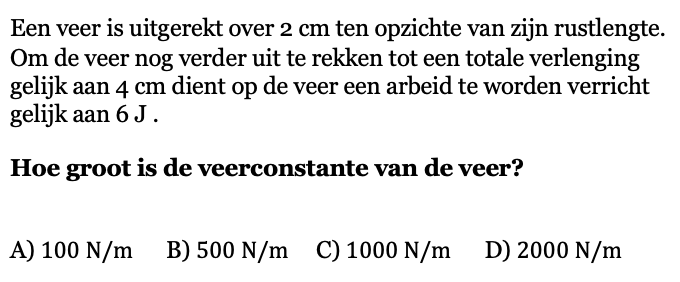 Een veer is uitgerekt over 2 cm ten opzichte van zijn rustlengte.
Om de veer nog verder uit te rekken tot een totale verlenging
gelijk aan 4 cm dient op de veer een arbeid te worden verricht
gelijk aan 6 J .
Hoe groot is de veerconstante van de veer?
A) 100 N/m B) 500 N/m C) 1000 N/m D) 2000 N/m